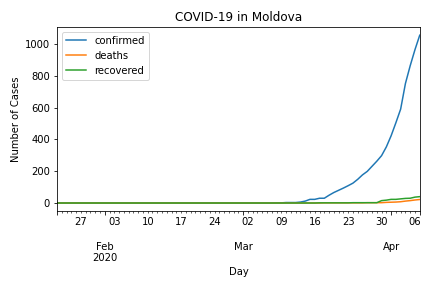 COVID-19 in Moldova
confirmed
deaths
recovered
Number of Cases
1000
800
600
400
200
0
27 03 10 17 24 02 09 16 23 30 06
Feb Mar Apr
2020
Day